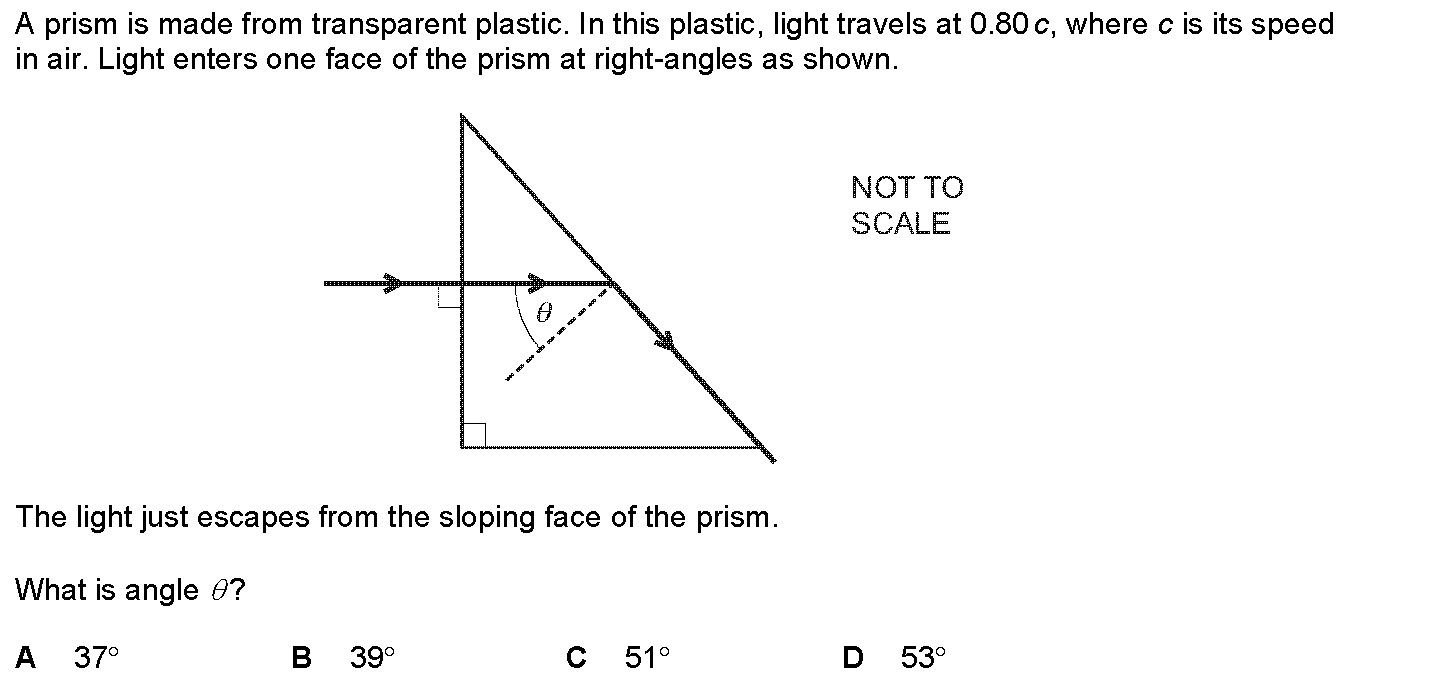 A prism is made from transparent plastic. In this plastic, light travels at 0.80 c, where c is its speed
in air. Light enters one face of the prism at right-angles as shown.
NOT TO
SCALE
θ
The light just escapes from the sloping face of the prism.
What is angle θ?
A 37° B 39° C 51° D 53°